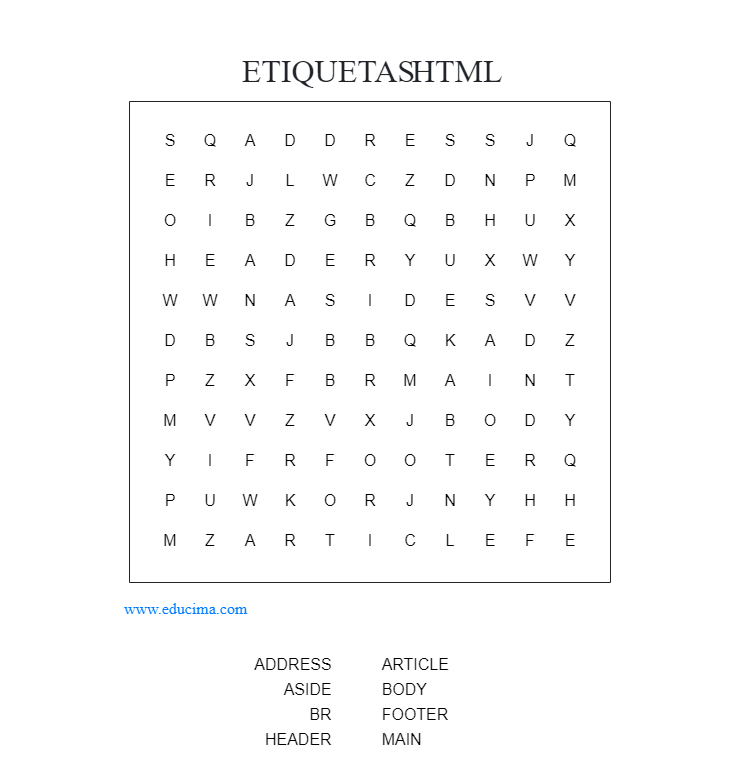 ETIQUETASHTML
S Q A D D R E S S J Q
E R J L W C Z D N P M
O I B Z G B Q B H U X
H E A D E R Y U X W Y
W W N A S I D E S V V
D B S J B B Q K A D Z
P Z X F B R M A I N T
M V V Z V X J B O D Y
Y I F R F O O T E R Q
P U W K O R J N Y H H
M Z A R T I C L E F E
www.educima.com
ADDRESS ARTICLE
ASIDE BODY
BR FOOTER
HEADER MAIN